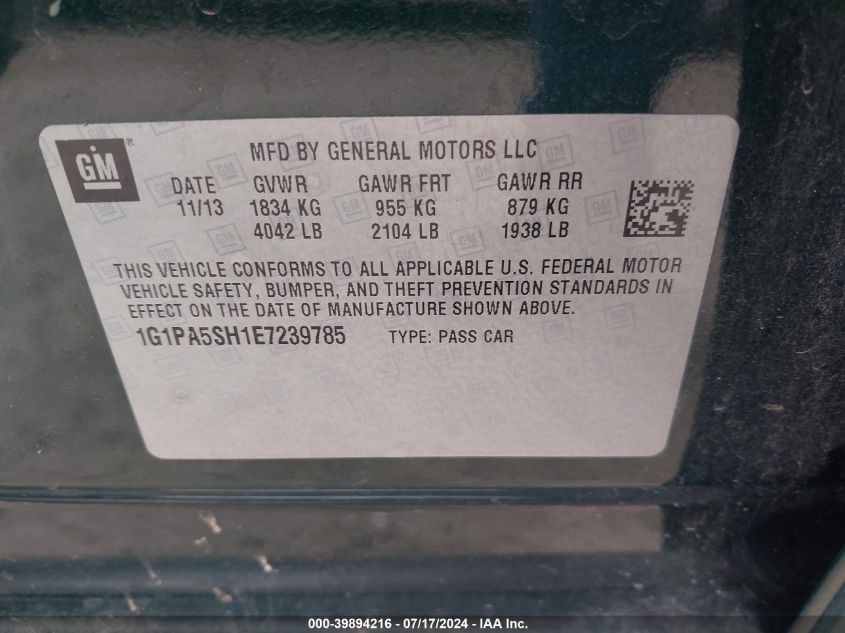 GM ®
MFD BY GENERAL MOTORS LLC
DATE GVWR GAWR FRT GAWR RR
11/13 1834 KG 955 KG 879 KG
4042 LB 2104 LB 1938 LB
THIS VEHICLE CONFORMS TO ALL APPLICABLE U.S. FEDERAL MOTOR
VEHICLE SAFETY, BUMPER, AND THEFT PREVENTION STANDARDS IN
EFFECT ON THE DATE OF MANUFACTURE SHOWN ABOVE.
1G1PA5SH1E7239785 TYPE: PASS CAR
000-39894216 - 07/17/2024 - IAA Inc.